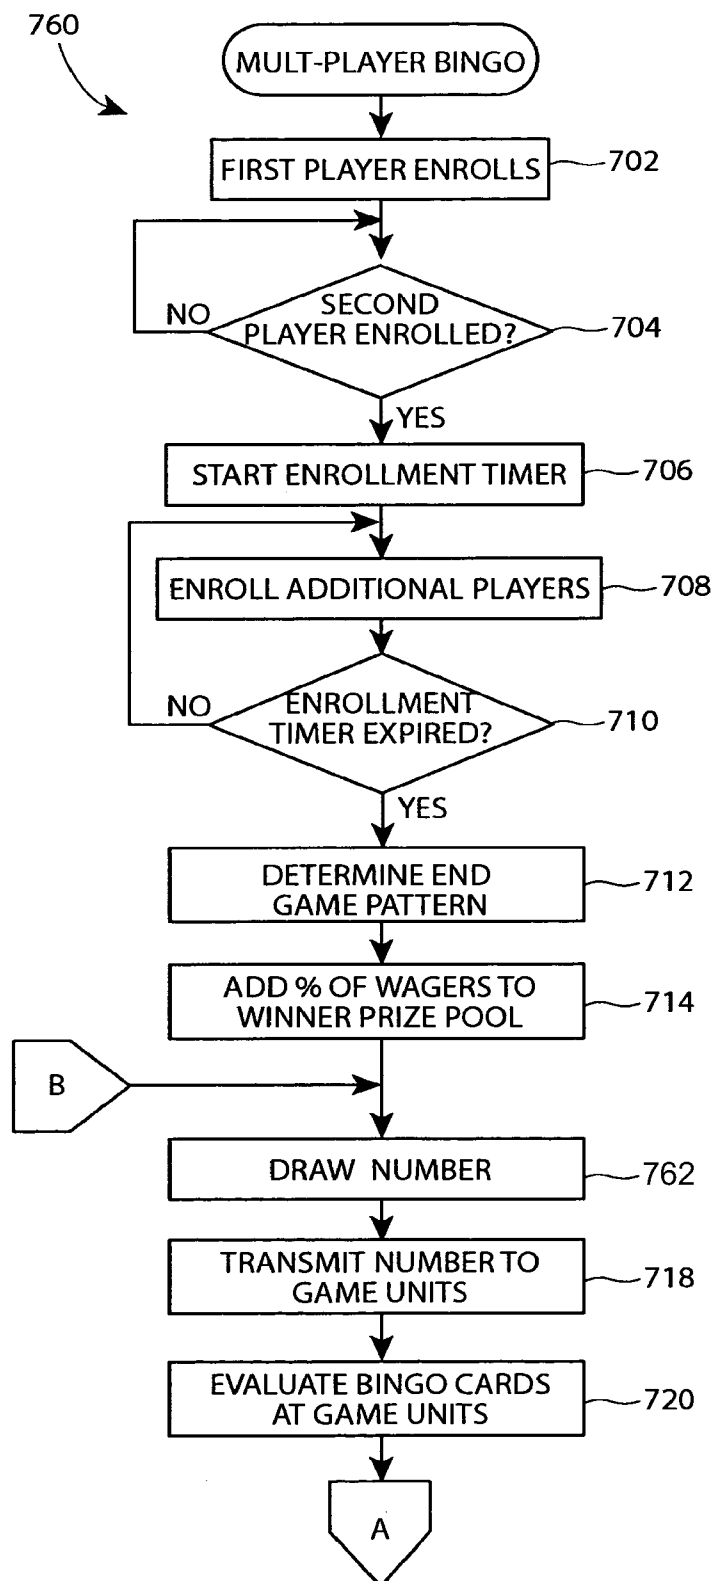 760
MULT-PLAYER BINGO
FIRST PLAYER ENROLLS
702
SECOND
PLAYER ENROLLED?
704
NO
YES
START ENROLLMENT TIMER
706
ENROLL ADDITIONAL PLAYERS
708
ENROLLMENT
TIMER EXPIRED?
710
NO
YES
DETERMINE END
GAME PATTERN
712
ADD % OF WAGERS TO
WINNER PRIZE POOL
714
B
DRAW NUMBER
762
TRANSMIT NUMBER TO
GAME UNITS
718
EVALUATE BINGO CARDS
AT GAME UNITS
720
A